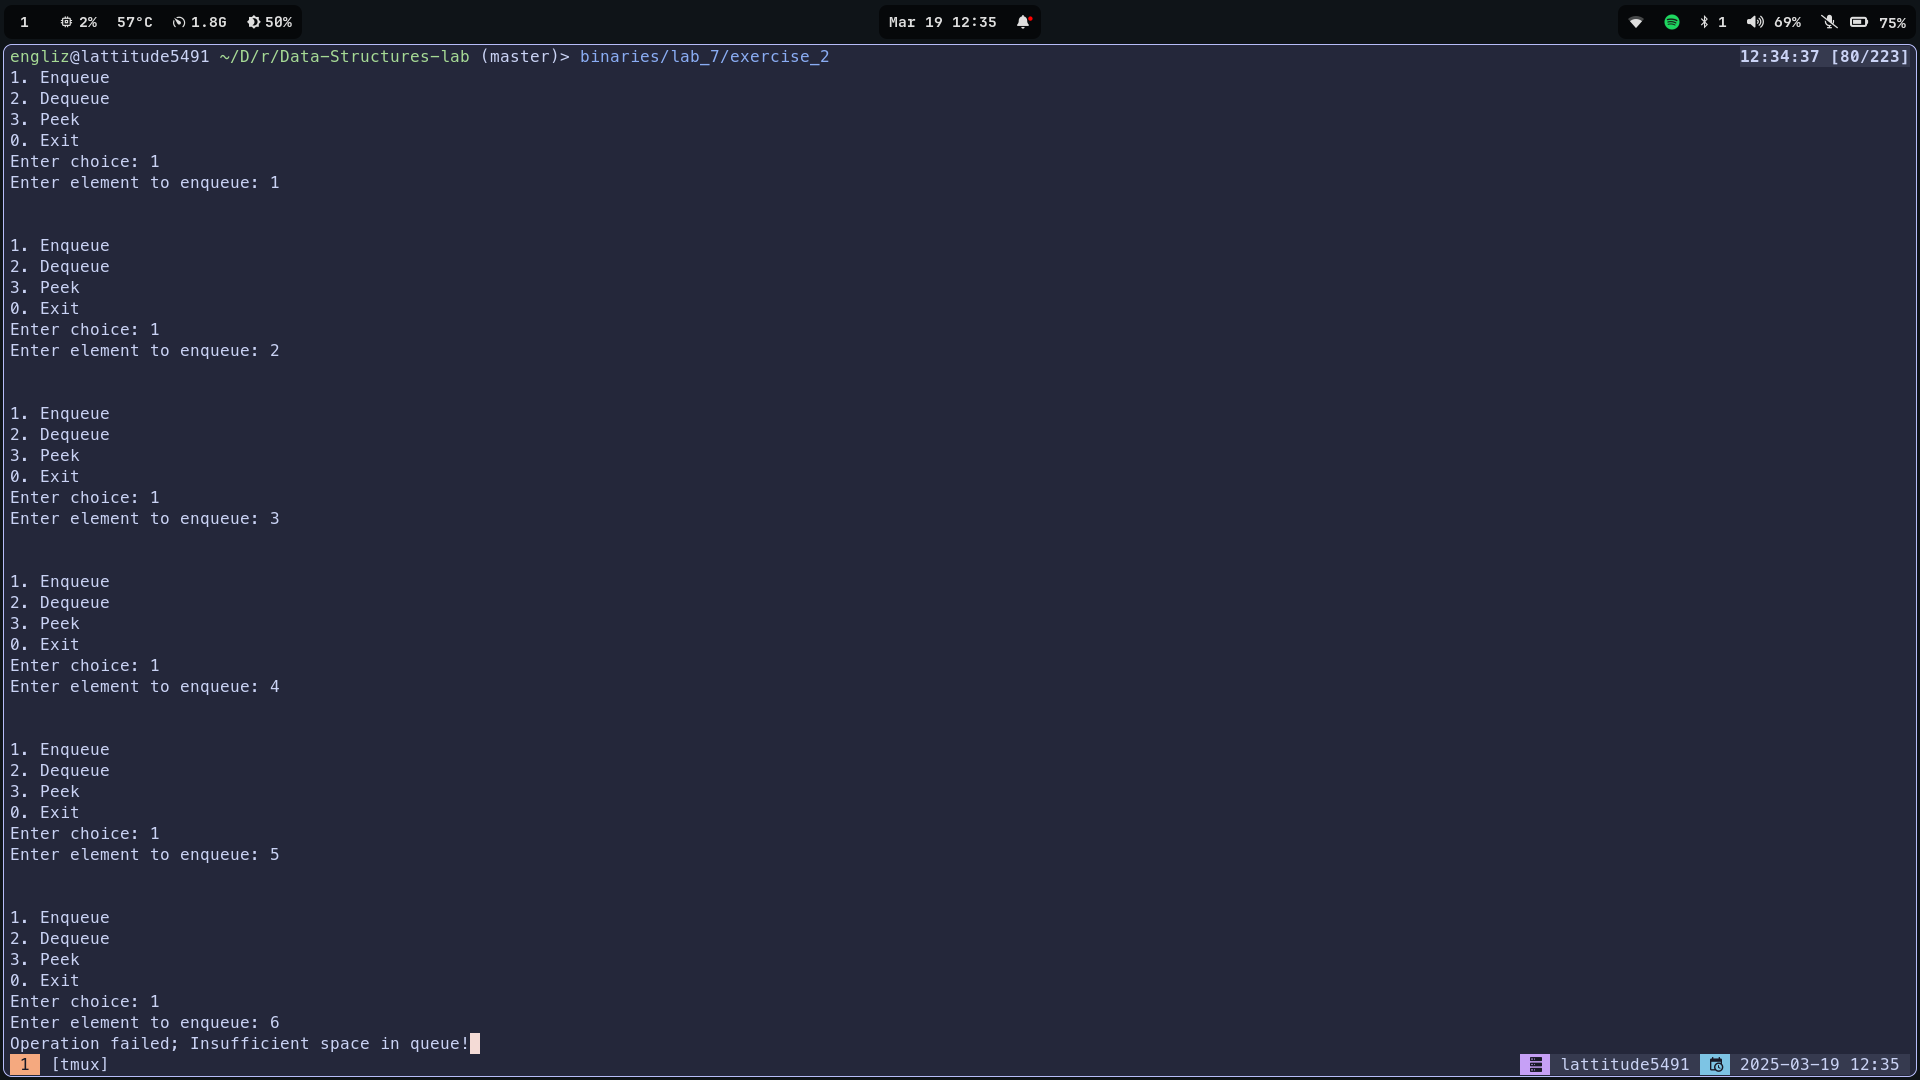 1 2% 57°C 1.8G 50% Mar 19 12:35 1 69% 75%
engliz@lattitude5491 ~/D/r/Data-Structures-lab (master)> binaries/lab_7/exercise_2 12:34:37 [80/223]
1. Enqueue
2. Dequeue
3. Peek
0. Exit
Enter choice: 1
Enter element to enqueue: 1
1. Enqueue
2. Dequeue
3. Peek
0. Exit
Enter choice: 1
Enter element to enqueue: 2
1. Enqueue
2. Dequeue
3. Peek
0. Exit
Enter choice: 1
Enter element to enqueue: 3
1. Enqueue
2. Dequeue
3. Peek
0. Exit
Enter choice: 1
Enter element to enqueue: 4
1. Enqueue
2. Dequeue
3. Peek
0. Exit
Enter choice: 1
Enter element to enqueue: 5
1. Enqueue
2. Dequeue
3. Peek
0. Exit
Enter choice: 1
Enter element to enqueue: 6
Operation failed; Insufficient space in queue!
1 [tmux] lattitude5491 2025-03-19 12:35